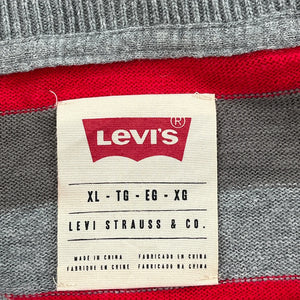 LEVI'S ®
XL - TG - EG - XG
LEVI STRAUSS & CO.
MADE IN CHINA FABRICADO EN CHINA
FABRIQUE EN CHINE FABRICADO NA CHINA